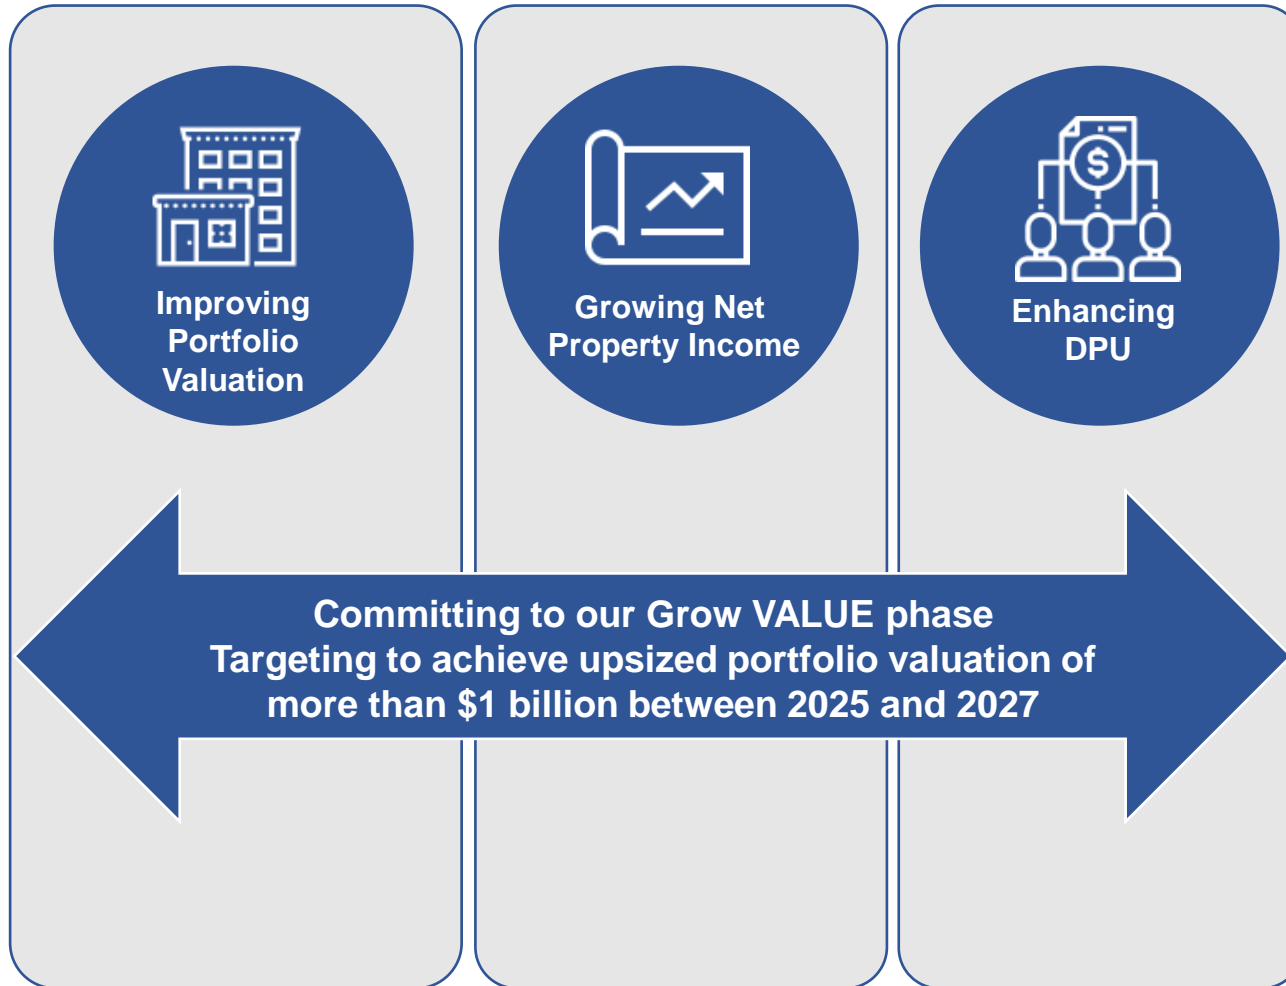 Improving
Portfolio
Valuation
Growing Net
Property Income
Enhancing
DPU
Committing to our Grow VALUE phase
Targeting to achieve upsized portfolio valuation of
more than $1 billion between 2025 and 2027